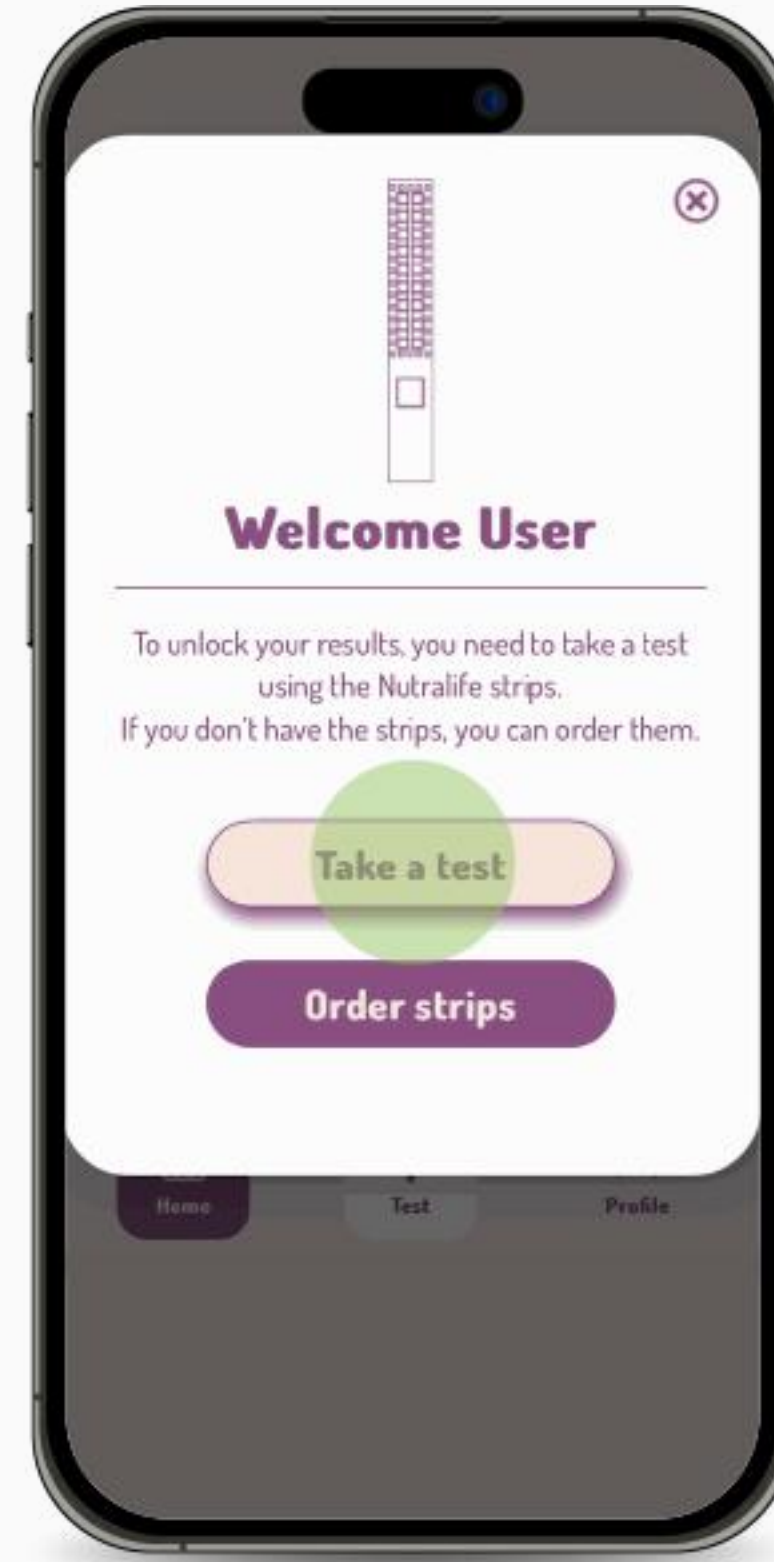 Welcome User
To unlock your results, you need to take a test
using the Nutralife strips.
If you don't have the strips, you can order them.
Take a test
Order strips
Home
Test
Profile